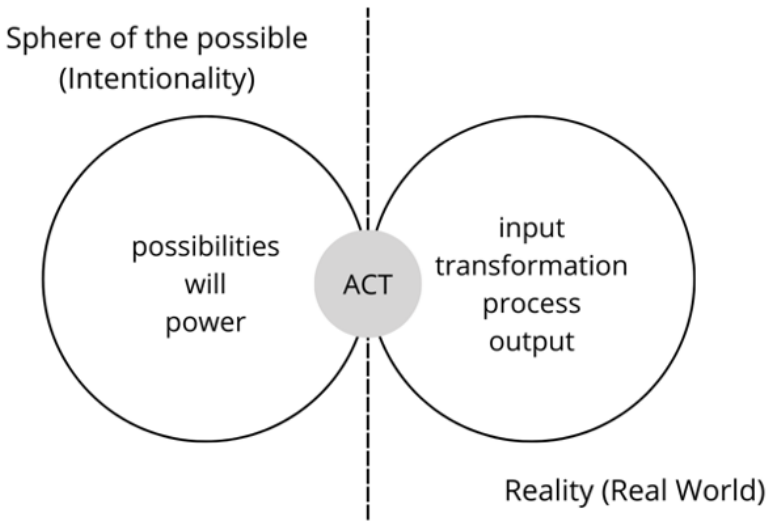 Sphere of the possible
(Intentionality)
possibilities
will
power
ACT
input
transformation
process
output
Reality (Real World)